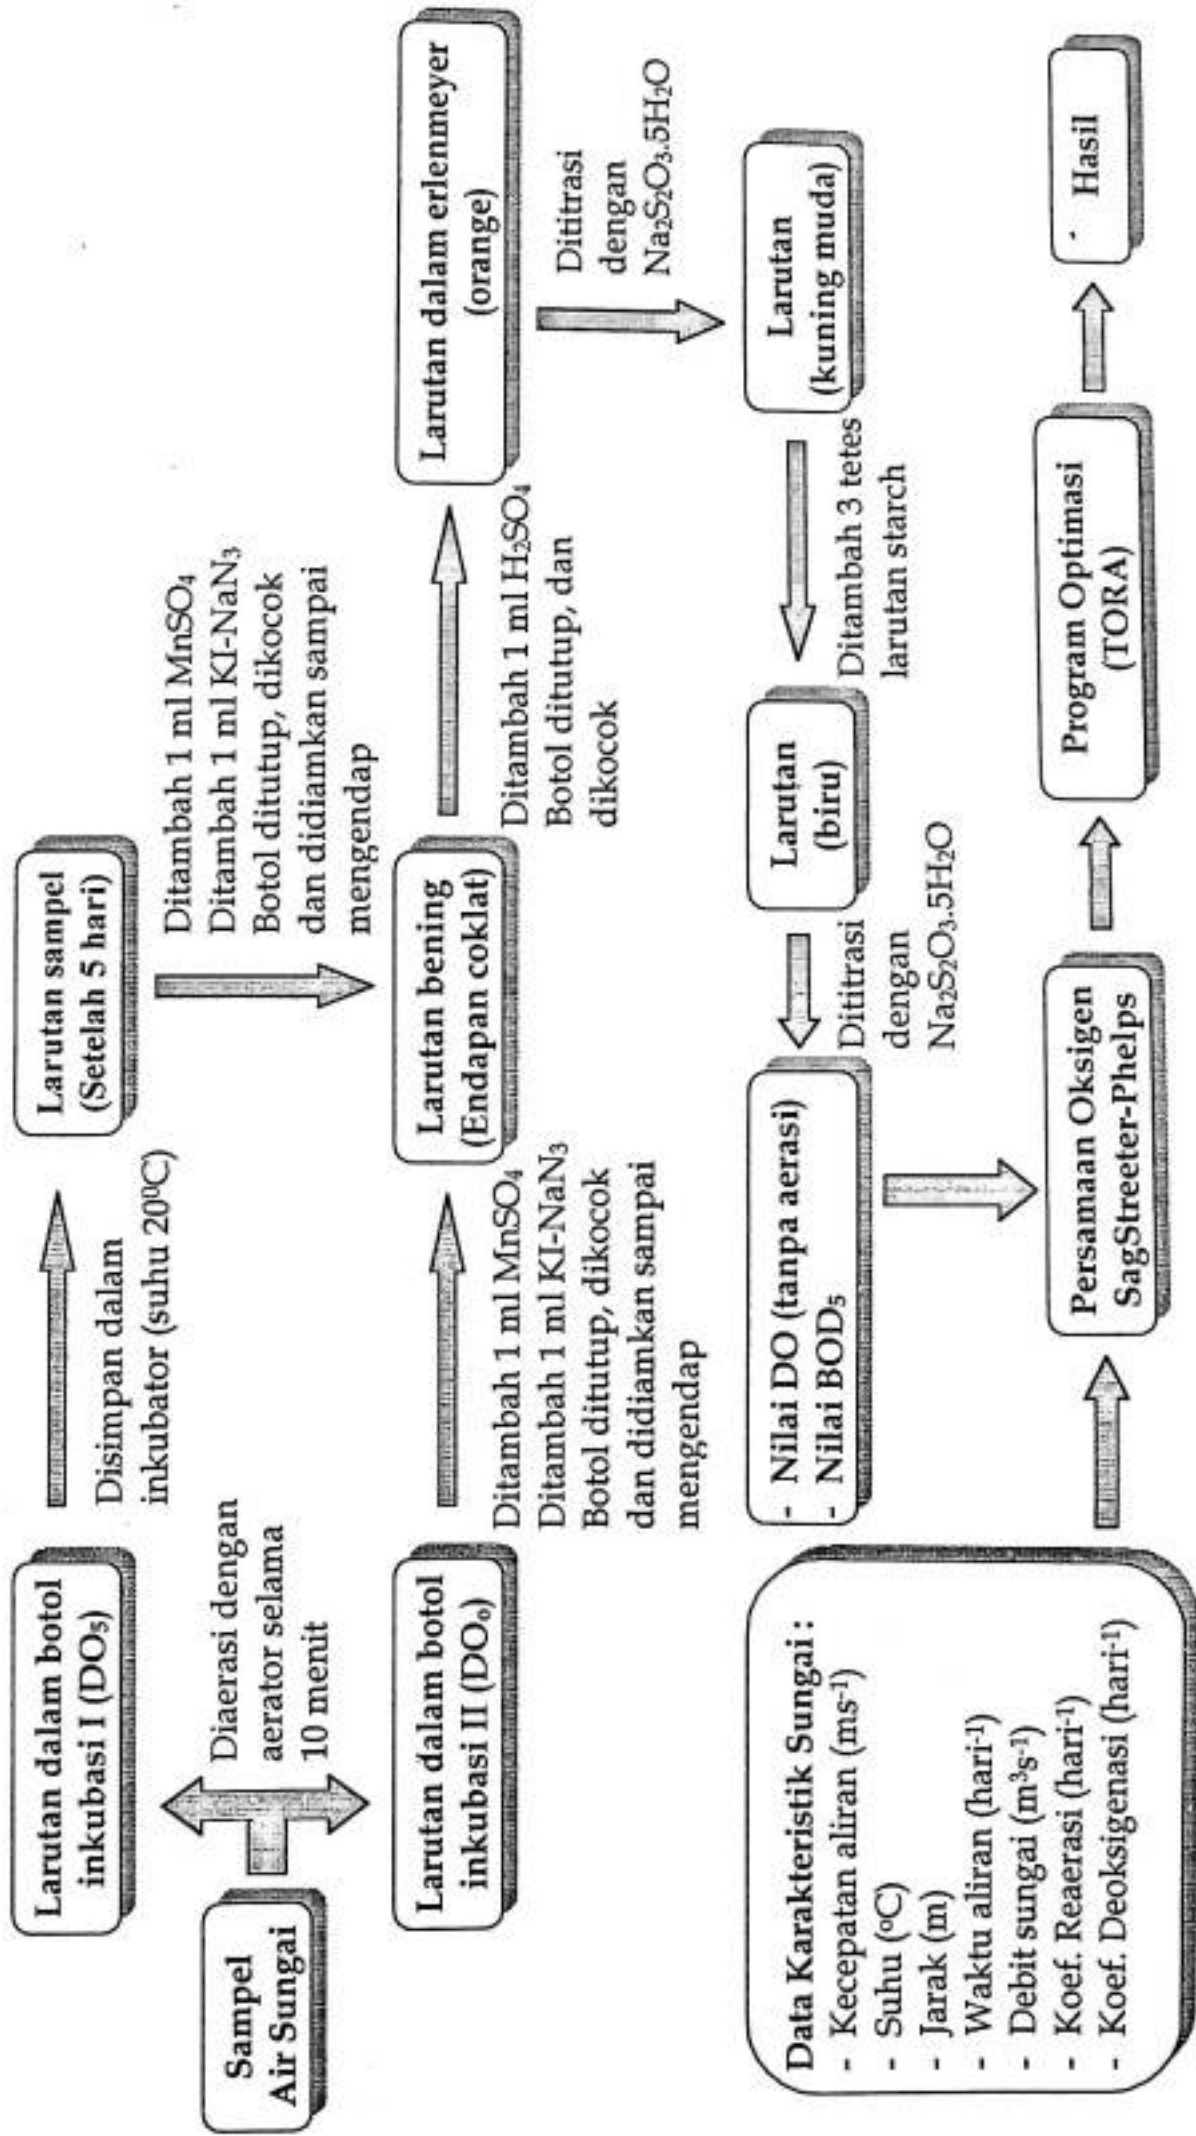 Sampel
Air Sungai
Diaerasi dengan
aerator selama
10 menit
Larutan dalam botol
inkubasi I (DO₅)
Disimpan dalam
inkubator (suhu 20⁰C)
Larutan sampel
(Setelah 5 hari)
Ditambah 1 ml MnSO₄
Ditambah 1 ml KI-NaN₃
Botol ditutup, dikocok
dan didiamkan sampai
mengendap
Larutan dalam botol
inkubasi II (DO₀)
Ditambah 1 ml MnSO₄
Ditambah 1 ml KI-NaN₃
Botol ditutup, dikocok
dan didiamkan sampai
mengendap
Larutan bening
(Endapan coklat)
Ditambah 1 ml H₂SO₄
Botol ditutup, dan
dikocok
Larutan dalam erlenmeyer
(orange)
Dititrasi
dengan
Na₂S₂O₃.5H₂O
Larutan
(kuning muda)
Ditambah 3 tetes
larutan starch
Larutan
(biru)
Dititrasi
dengan
Na₂S₂O₃.5H₂O
- Nilai DO (tanpa aerasi)
- Nilai BOD₅
Data Karakteristik Sungai :
- Kecepatan aliran (ms⁻¹)
- Suhu (⁰C)
- Jarak (m)
- Waktu aliran (hari⁻¹)
- Debit sungai (m³s⁻¹)
- Koef. Reaerasi (hari⁻¹)
- Koef. Deoksigenasi (hari⁻¹)
Persamaan Oksigen
SagStreeter-Phelps
Program Optimasi
(TORA)
Hasil